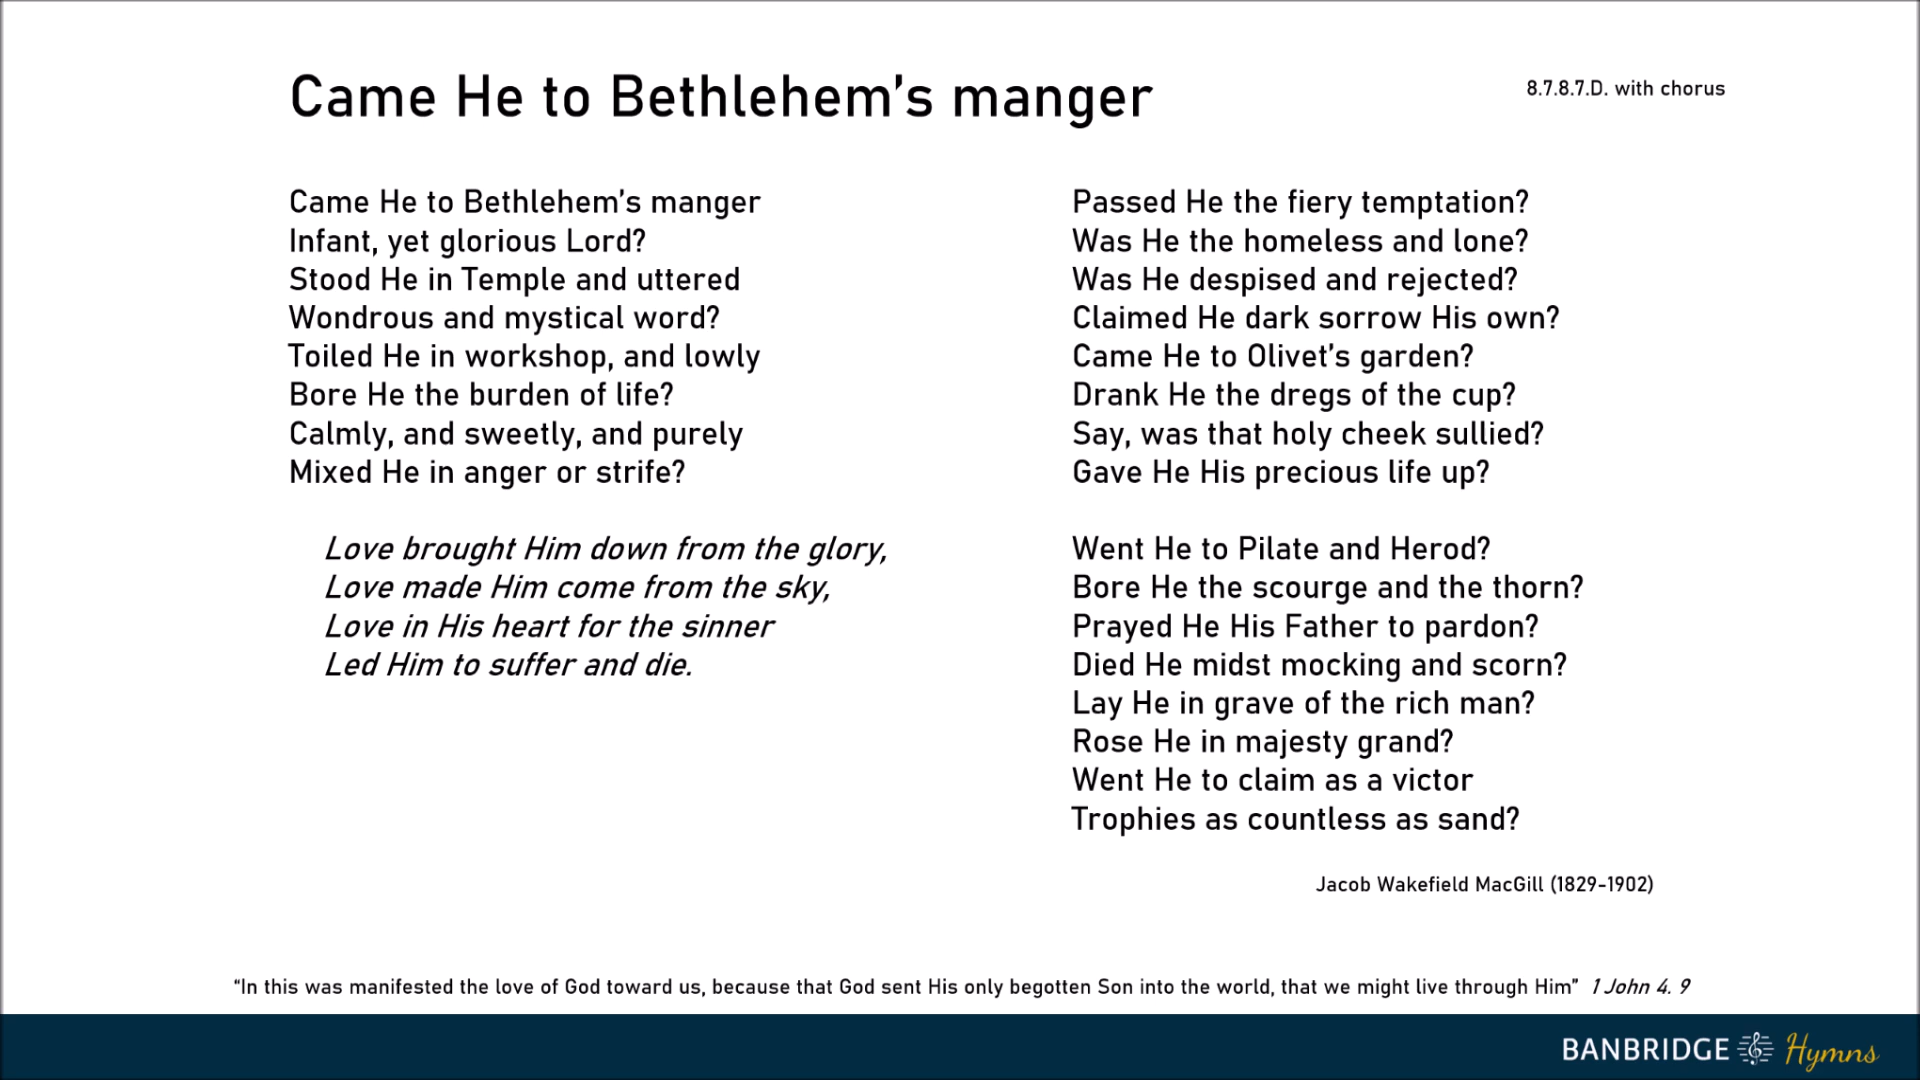 Came He to Bethlehem’s manger
8.7.8.7.D. with chorus
Came He to Bethlehem’s manger
Infant, yet glorious Lord?
Stood He in Temple and uttered
Wondrous and mystical word?
Toiled He in workshop, and lowly
Bore He the burden of life?
Calmly, and sweetly, and purely
Mixed He in anger or strife?
Love brought Him down from the glory,
Love made Him come from the sky,
Love in His heart for the sinner
Led Him to suffer and die.
Passed He the fiery temptation?
Was He the homeless and lone?
Was He despised and rejected?
Claimed He dark sorrow His own?
Came He to Olivet’s garden?
Drank He the dregs of the cup?
Say, was that holy cheek sullied?
Gave He His precious life up?
Went He to Pilate and Herod?
Bore He the scourge and the thorn?
Prayed He His Father to pardon?
Died He midst mocking and scorn?
Lay He in grave of the rich man?
Rose He in majesty grand?
Went He to claim as a victor
Trophies as countless as sand?
Jacob Wakefield MacGill (1829-1902)
“In this was manifested the love of God toward us, because that God sent His only begotten Son into the world, that we might live through Him” 1 John 4. 9
BANBRIDGE Hymns